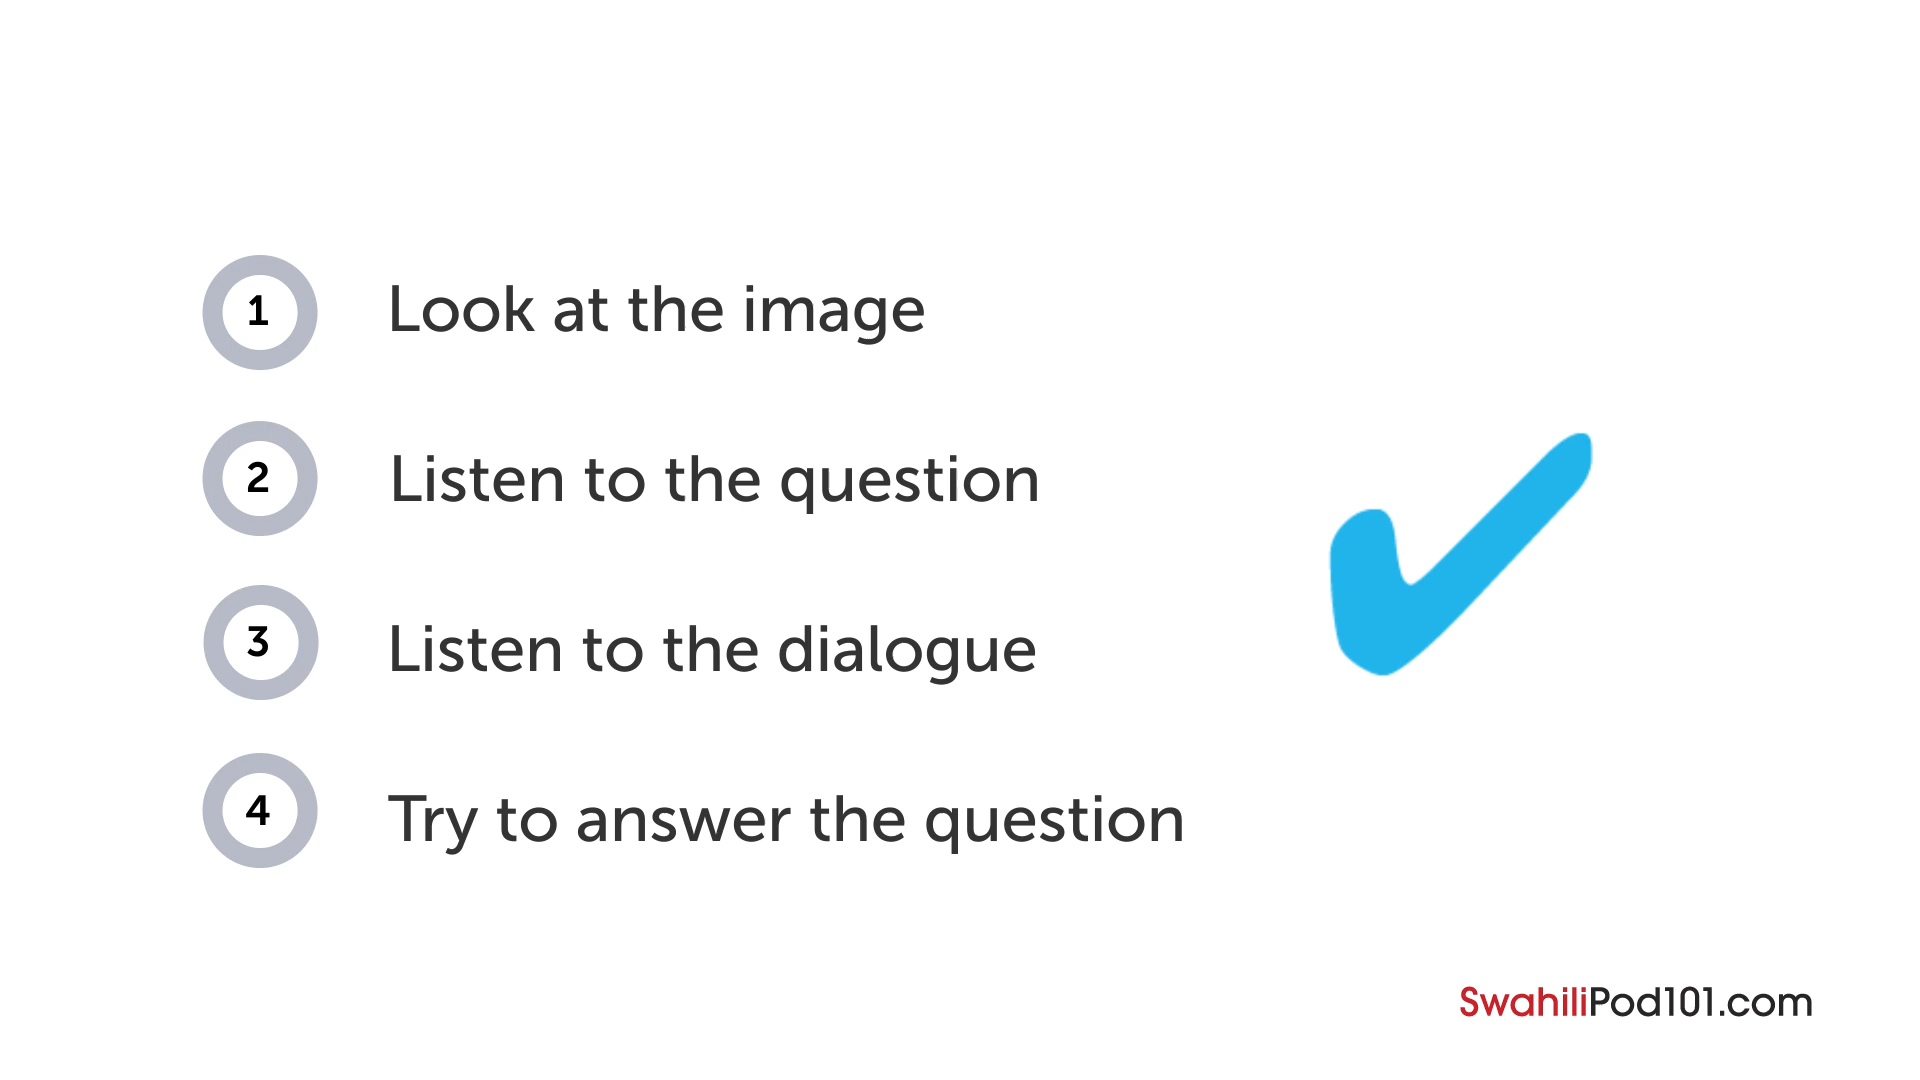 1 Look at the image
2 Listen to the question
3 Listen to the dialogue
4 Try to answer the question
SwahiliPod101.com